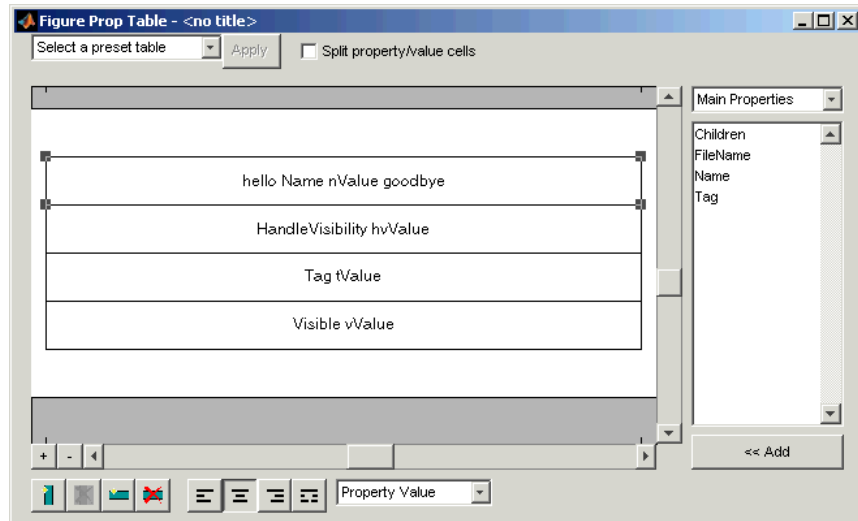 Figure Prop Table - <no title>
Select a preset table
Apply
Split property/value cells
Main Properties
Children
FileName
Name
Tag
hello Name nValue goodbye
HandleVisibility hvValue
Tag tValue
Visible vValue
+ -
<< Add
Property Value